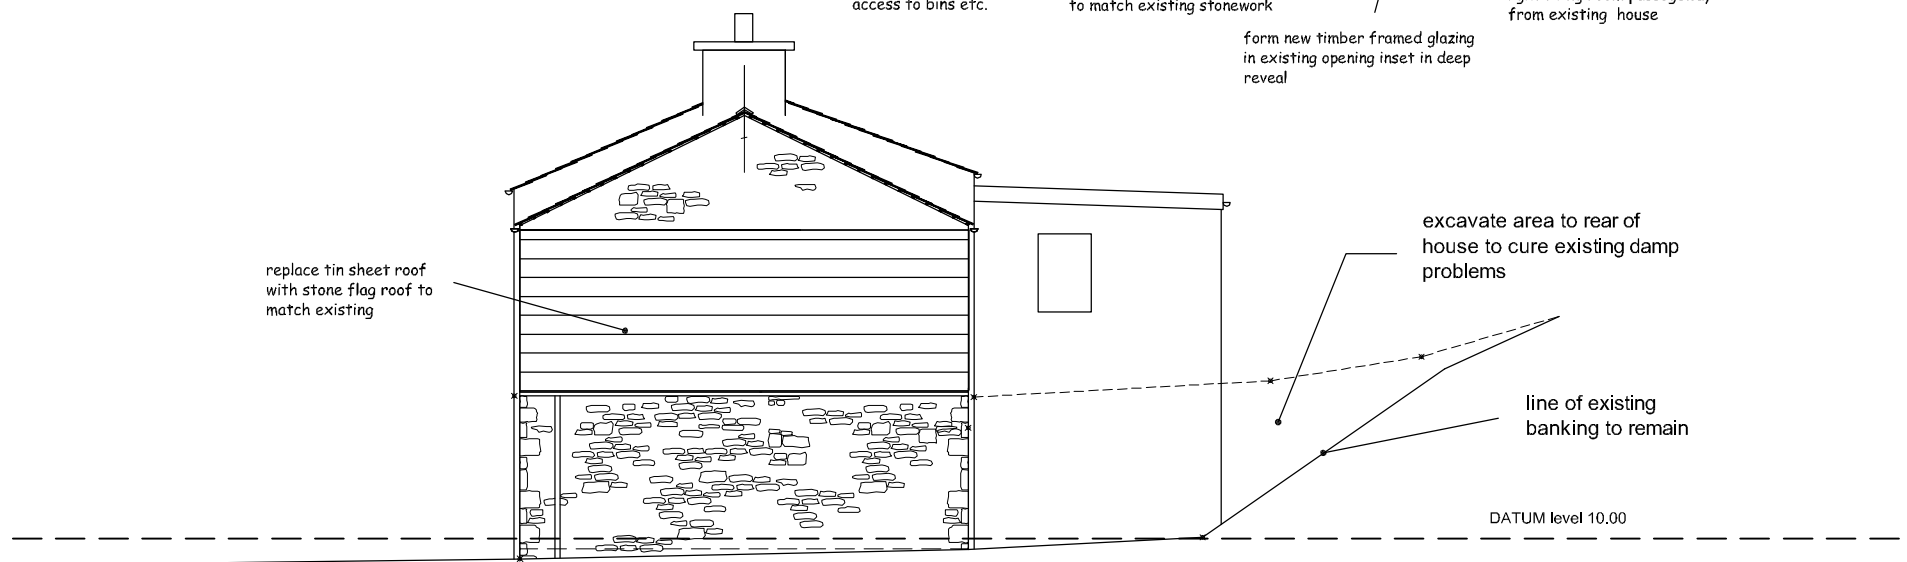 access to bins etc.
to match existing stonework
from existing house
form new timber framed glazing
in existing opening inset in deep
reveal
replace tin sheet roof
with stone flag roof to
match existing
excavate area to rear of
house to cure existing damp
problems
line of existing
banking to remain
DATUM level 10.00